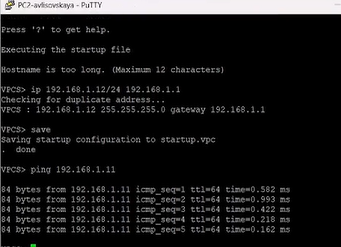 PC2-avlisovskaya - PuTTY
Press '?' to get help.
Executing the startup file
Hostname is too long. (Maximum 12 characters)
VPCS> ip 192.168.1.12/24 192.168.1.1
Checking for duplicate address...
VPCS : 192.168.1.12 255.255.255.0 gateway 192.168.1.1
VPCS> save
Saving startup configuration to startup.vpc
.  done
VPCS> ping 192.168.1.11
84 bytes from 192.168.1.11 icmp_seq=1 ttl=64 time=0.582 ms
84 bytes from 192.168.1.11 icmp_seq=2 ttl=64 time=0.993 ms
84 bytes from 192.168.1.11 icmp_seq=3 ttl=64 time=0.422 ms
84 bytes from 192.168.1.11 icmp_seq=4 ttl=64 time=0.218 ms
84 bytes from 192.168.1.11 icmp_seq=5 ttl=64 time=0.162 ms